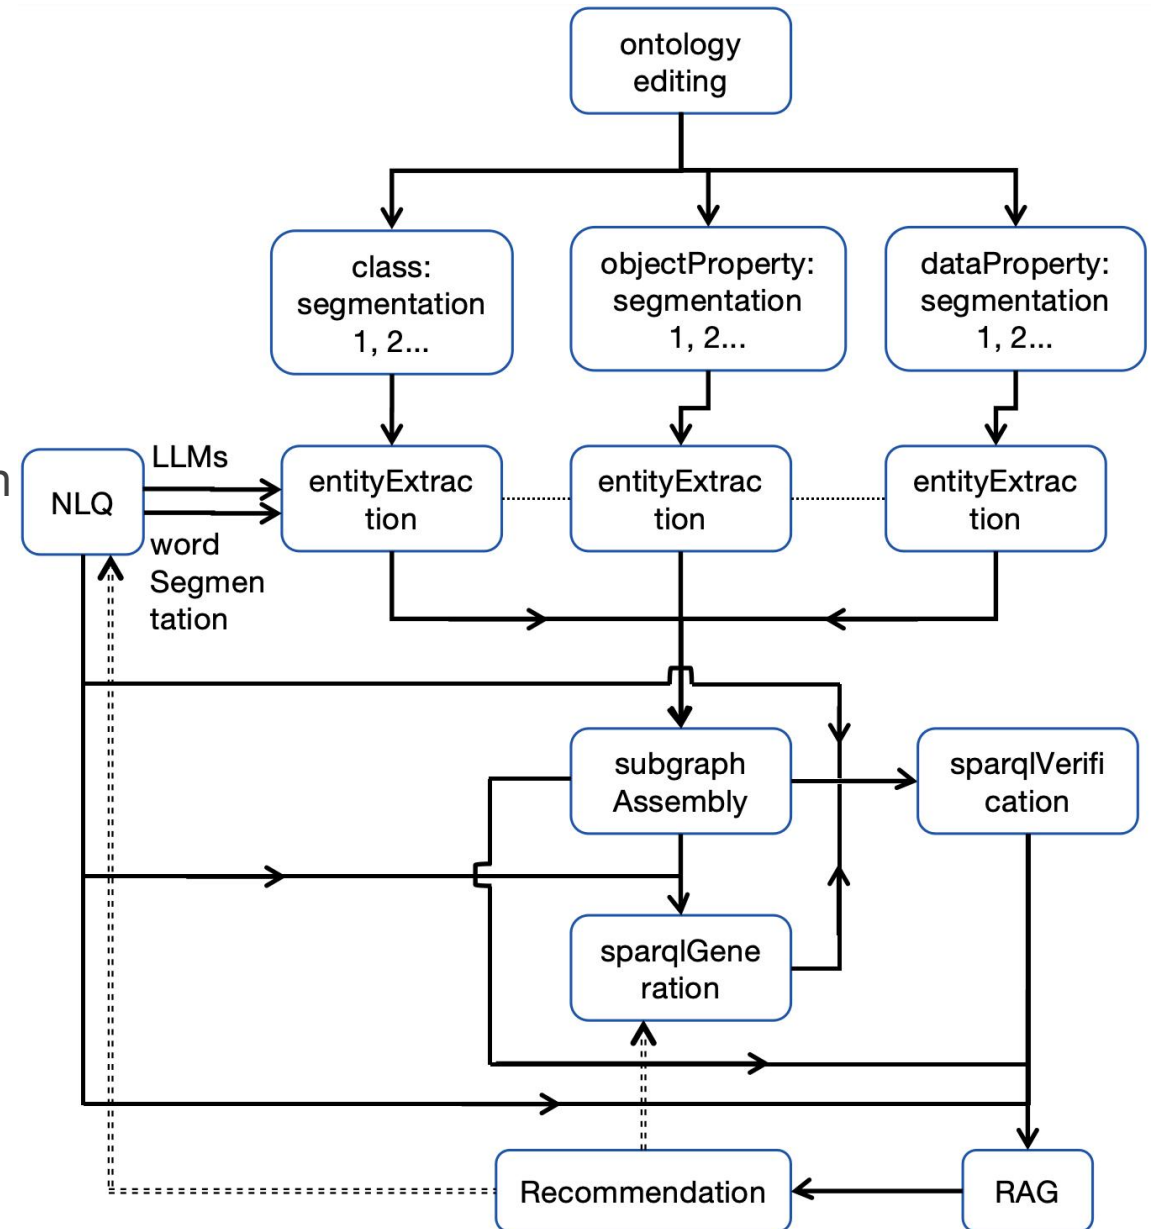 ontology
editing
class:
segmentation
1, 2...
objectProperty:
segmentation
1, 2...
dataProperty:
segmentation
1, 2...
n
NLQ
LLMs
word
Segmen
tation
entityExtrac
tion
entityExtrac
tion
entityExtrac
tion
subgraph
Assembly
sparqlVerifi
cation
sparqlGene
ration
Recommendation
RAG